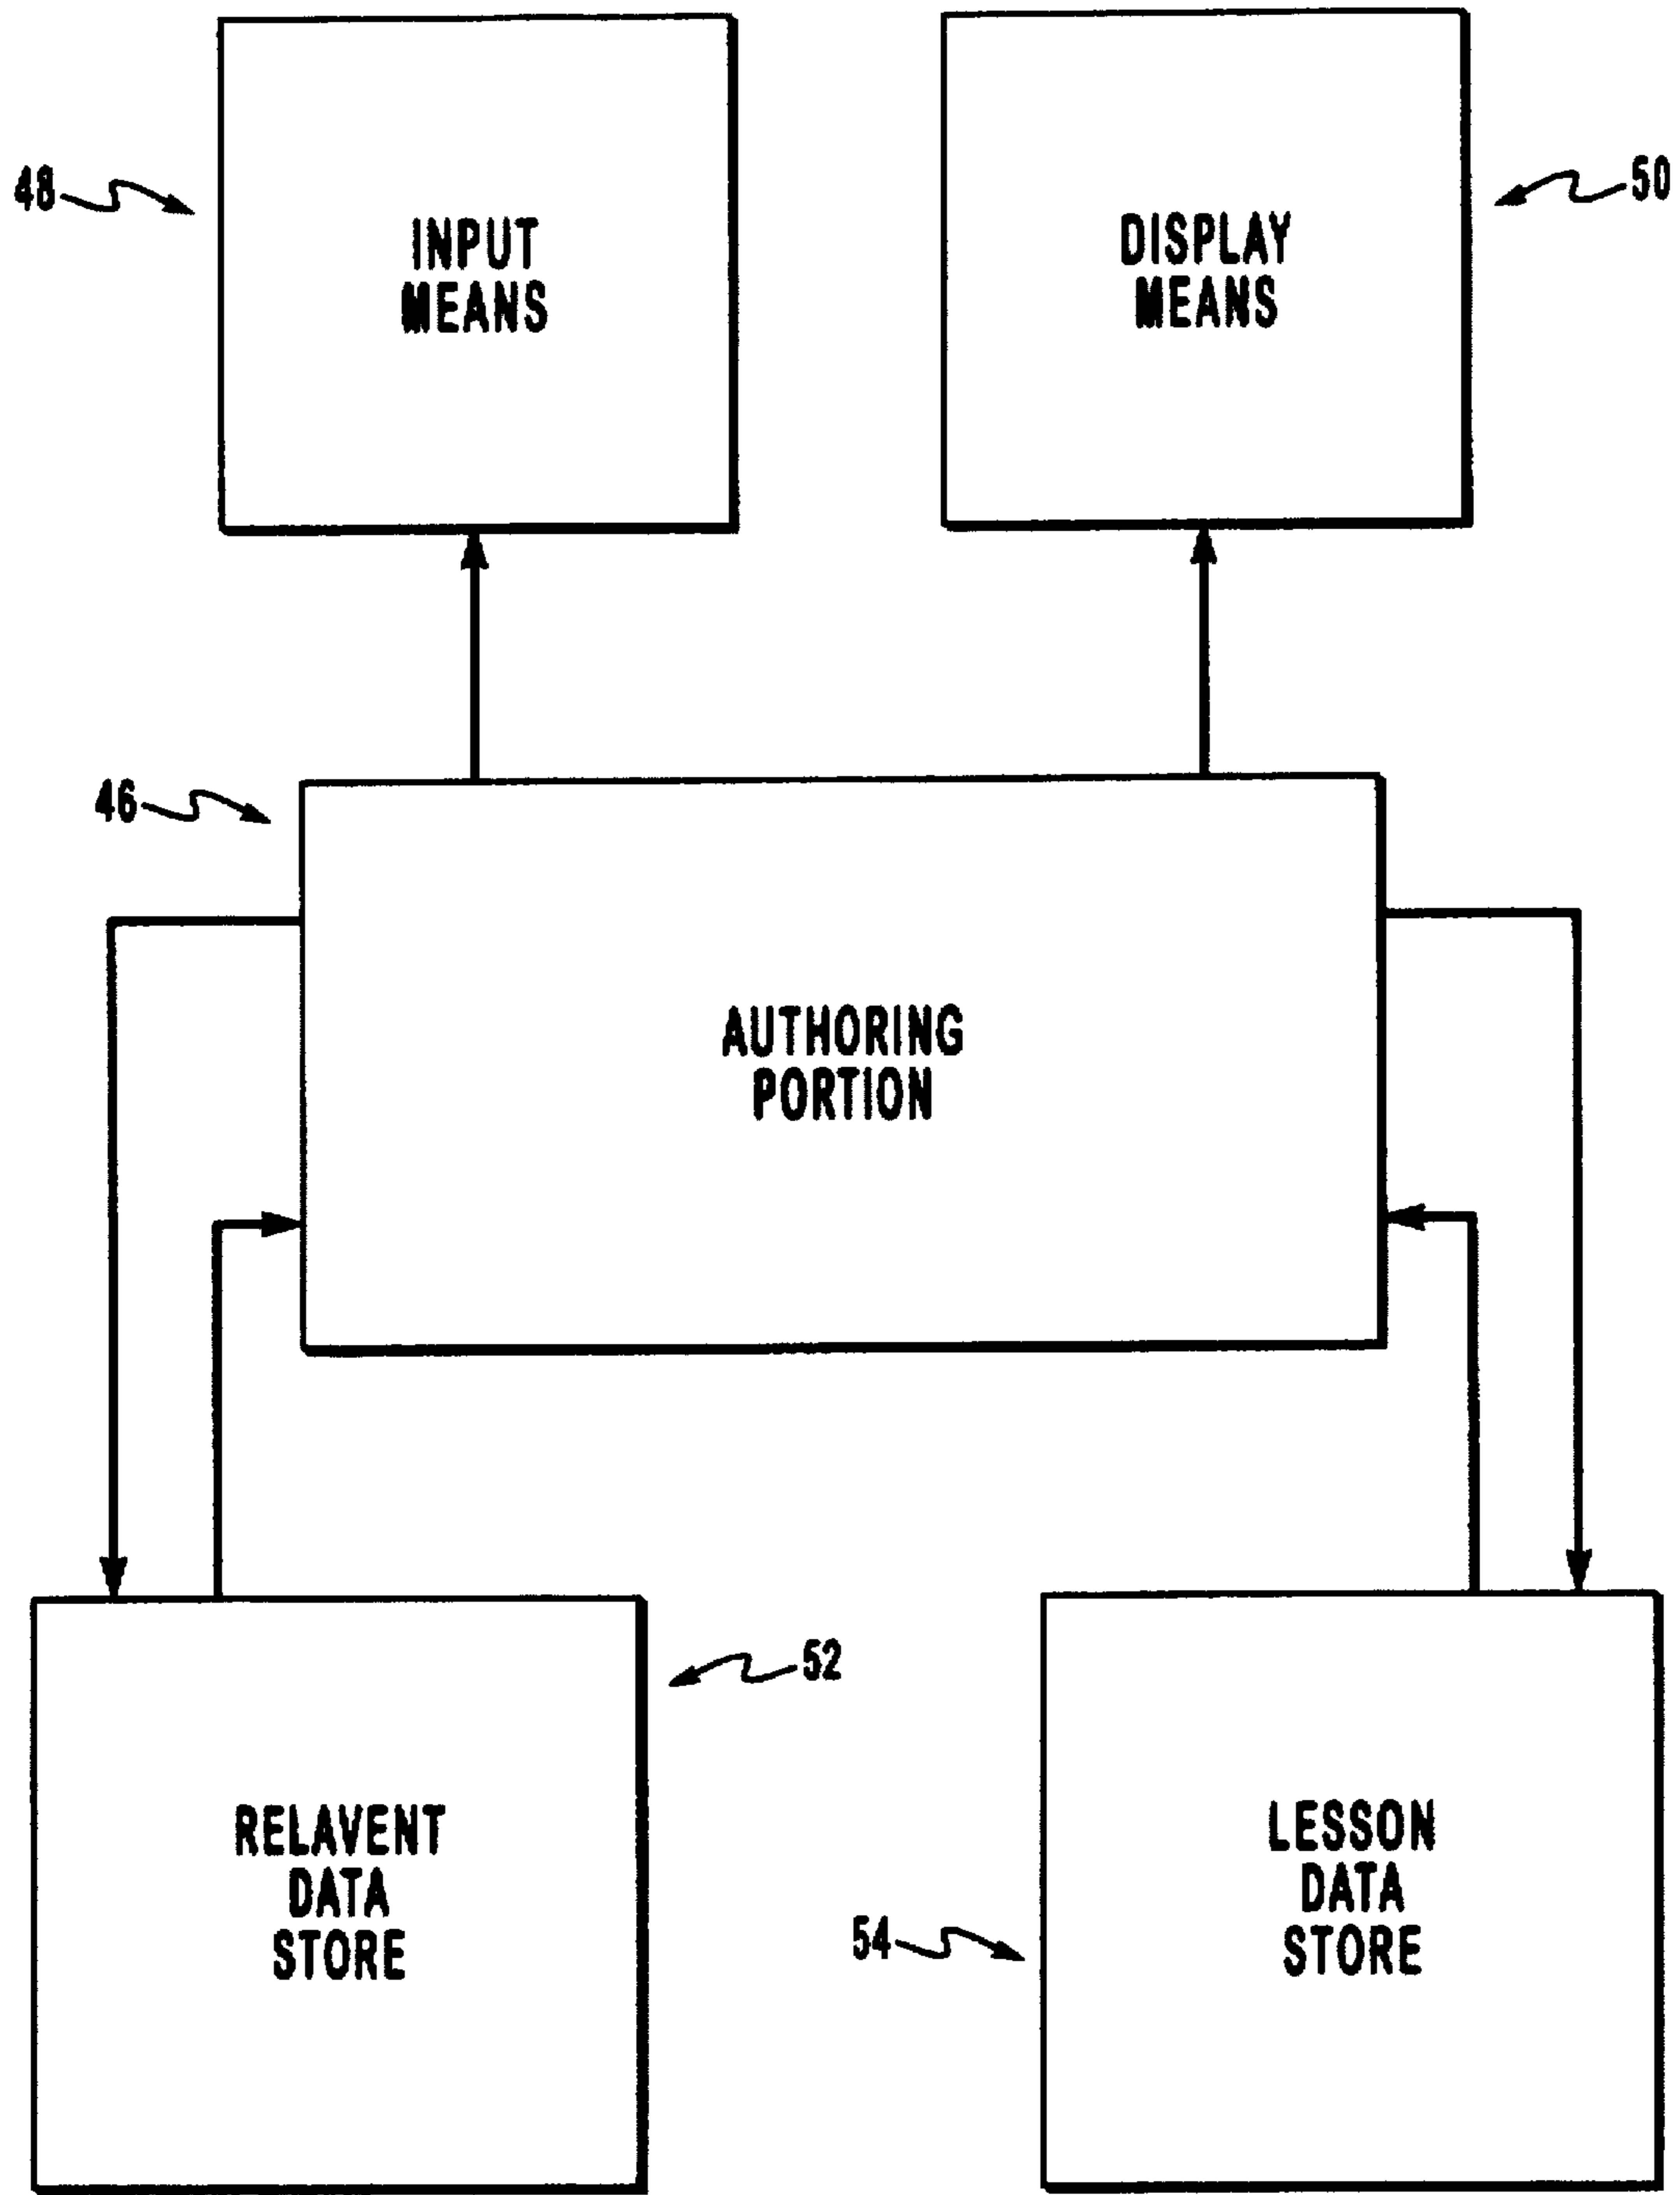 48
INPUT
MEANS
DISPLAY
MEANS
50
46
AUTHORING
PORTION
52
RELAVENT
DATA
STORE
54
LESSON
DATA
STORE